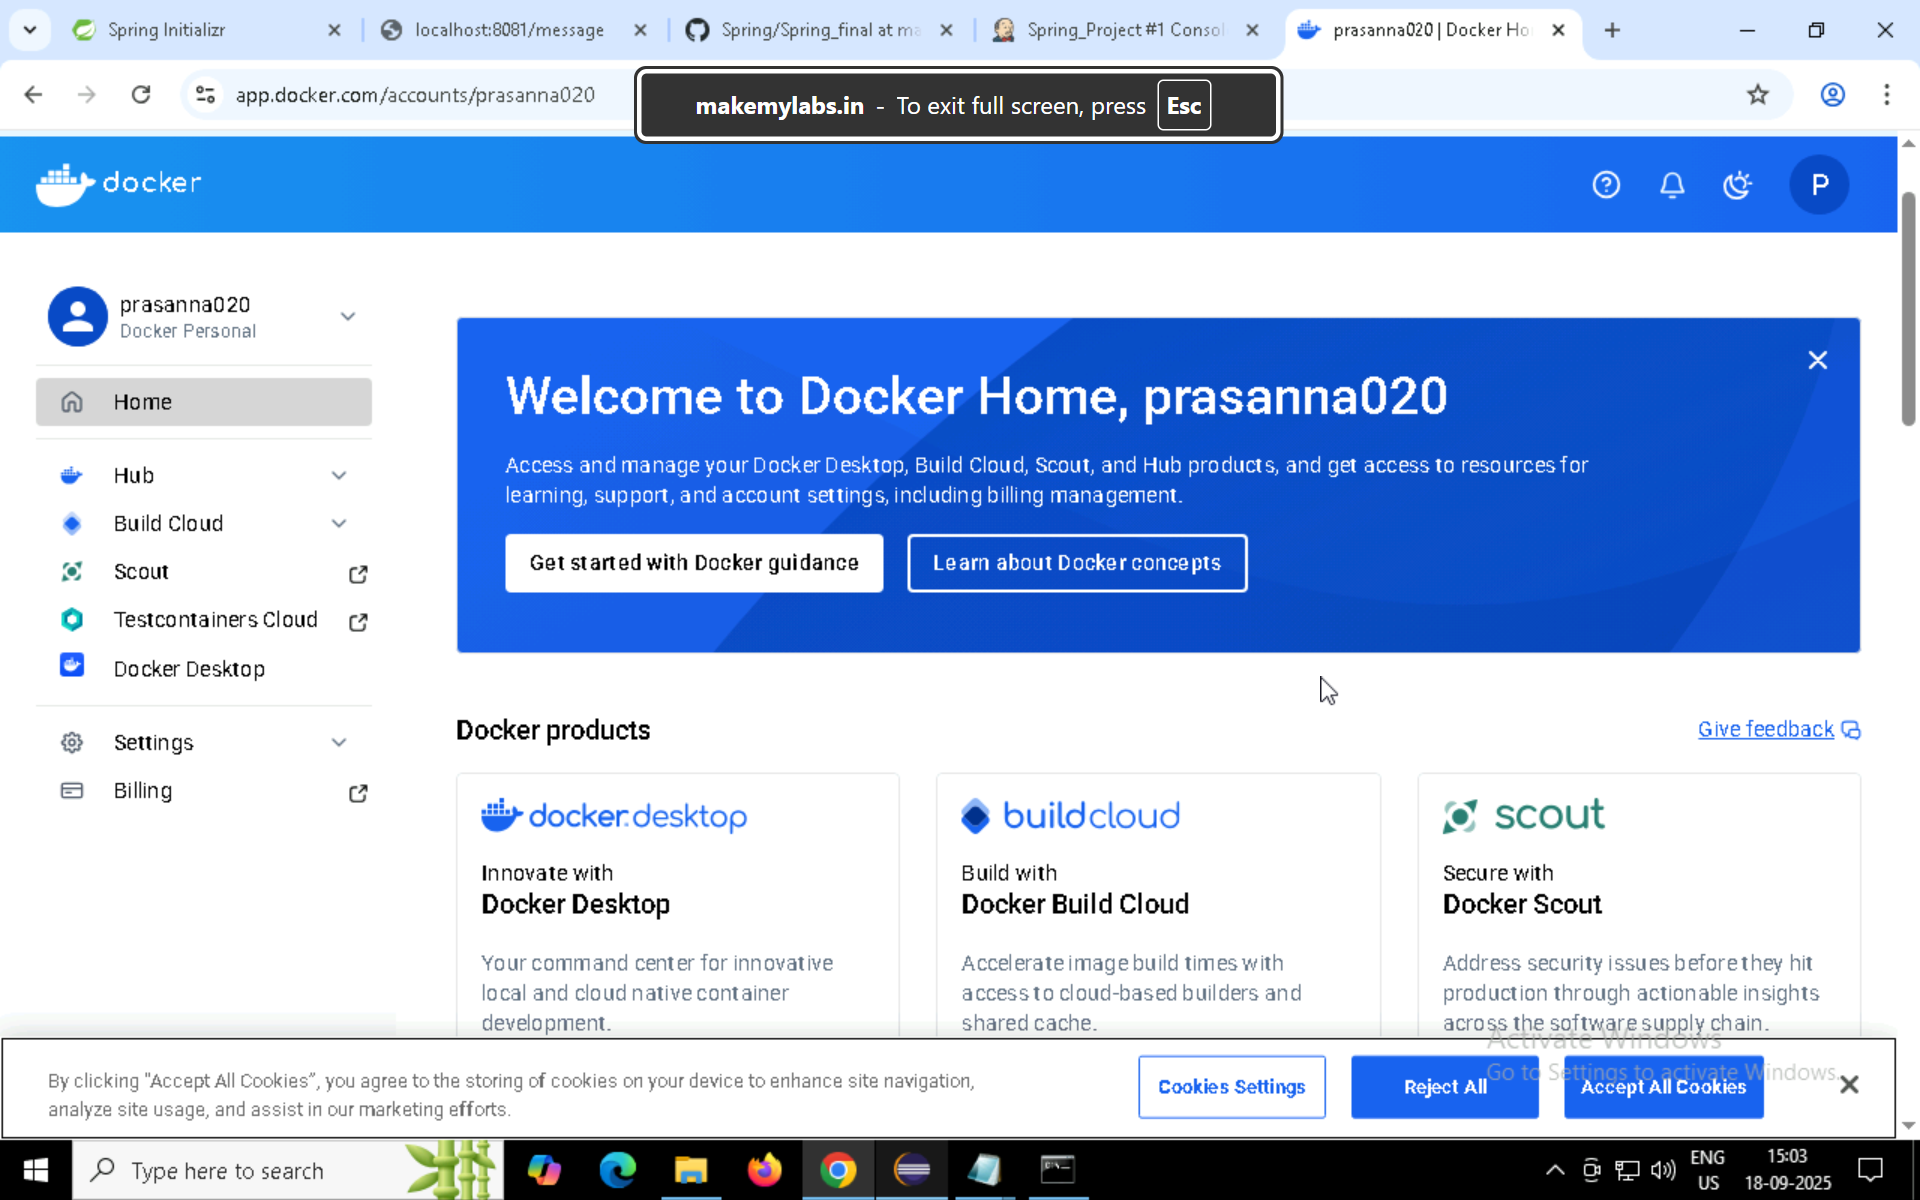 Spring Initializr
localhost:8081/message
Spring/Spring_final at ma
Spring_Project #1 Consol
prasanna020 | Docker Ho
app.docker.com/accounts/prasanna020
makemylabs.in - To exit full screen, press Esc
docker
P
prasanna020
Docker Personal
Home
Hub
Build Cloud
Scout
Testcontainers Cloud
Docker Desktop
Settings
Billing
Welcome to Docker Home, prasanna020
Access and manage your Docker Desktop, Build Cloud, Scout, and Hub products, and get access to resources for
learning, support, and account settings, including billing management.
Get started with Docker guidance
Learn about Docker concepts
Docker products
Give feedback
docker.desktop
Innovate with
Docker Desktop
Your command center for innovative
local and cloud native container
development.
buildcloud
Build with
Docker Build Cloud
Accelerate image build times with
access to cloud-based builders and
shared cache.
scout
Secure with
Docker Scout
Address security issues before they hit
production through actionable insights
across the software supply chain.
Activate Windows
Go to Settings to activate Windows.
By clicking "Accept All Cookies", you agree to the storing of cookies on your device to enhance site navigation,
analyze site usage, and assist in our marketing efforts.
Cookies Settings
Reject All
Accept All Cookies
Type here to search
ENG
US
15:03
18-09-2025